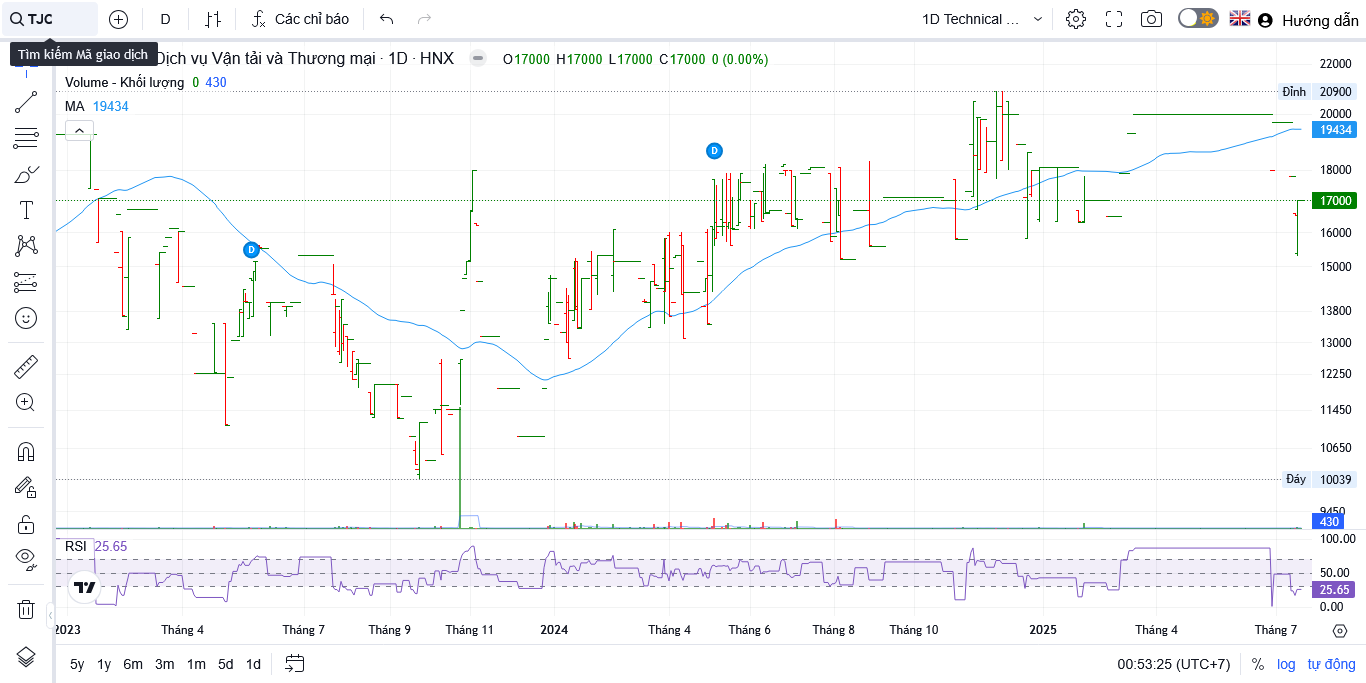 TJC
D
Các chỉ báo
1D Technical ...
Hướng dẫn
Tìm kiếm Mã giao dịch
Dịch vụ Vận tải và Thương mại · 1D · HNX
O17000 H17000 L17000 C17000 0 (0.00%)
Volume - Khối lượng 0 430
MA 19434
D
D
22000
Đỉnh 20900
20000
19434
18000
17000
16000
15000
13800
13000
12250
11450
10650
Đáy 10039
9450
430
RSI 25.65
100.00
50.00
25.65
0.00
2023
Tháng 4
Tháng 7
Tháng 9
Tháng 11
2024
Tháng 4
Tháng 6
Tháng 8
Tháng 10
2025
Tháng 4
Tháng 7
5y 1y 6m 3m 1m 5d 1d
00:53:25 (UTC+7)
% log tự động